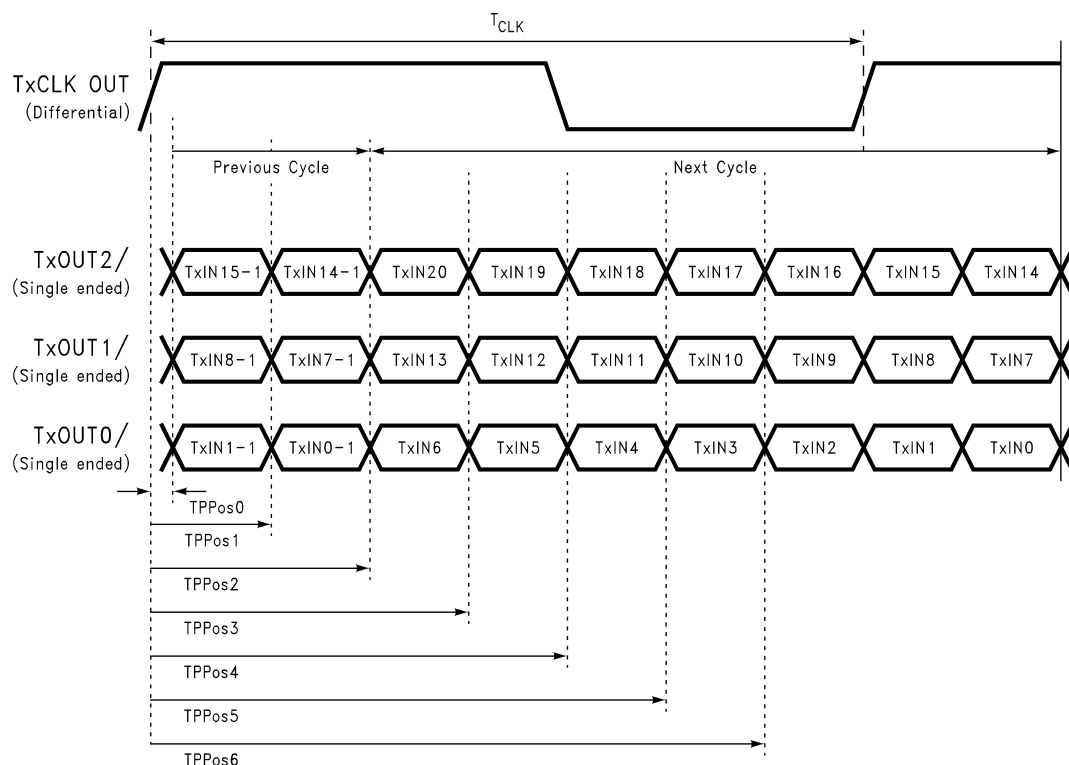 TCLK
TxCLK OUT
(Differential)
Previous Cycle
Next Cycle
TxOUT2/
(Single ended)
TxIN15-1 TxIN14-1 TxIN20 TxIN19 TxIN18 TxIN17 TxIN16 TxIN15 TxIN14
TxOUT1/
(Single ended)
TxIN8-1 TxIN7-1 TxIN13 TxIN12 TxIN11 TxIN10 TxIN9 TxIN8 TxIN7
TxOUT0/
(Single ended)
TxIN1-1 TxIN0-1 TxIN6 TxIN5 TxIN4 TxIN3 TxIN2 TxIN1 TxIN0
TPPos0
TPPos1
TPPos2
TPPos3
TPPos4
TPPos5
TPPos6